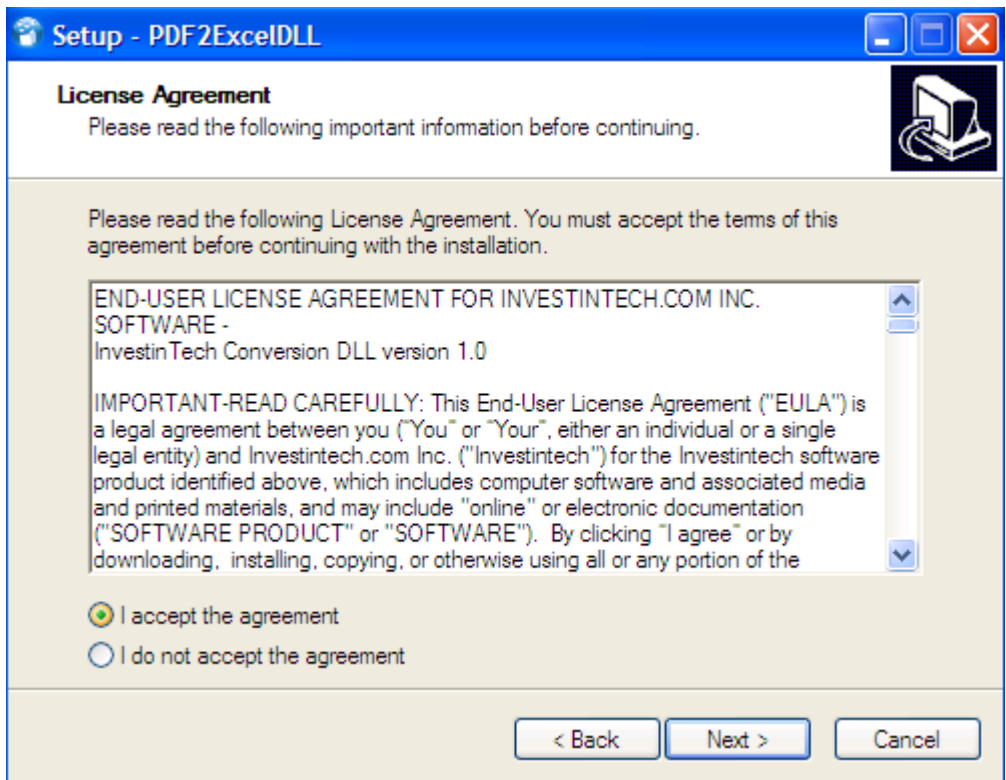 Setup - PDF2ExcelDLL
License Agreement
Please read the following important information before continuing.
Please read the following License Agreement. You must accept the terms of this
agreement before continuing with the installation.
END-USER LICENSE AGREEMENT FOR INVESTINTECH.COM INC.
SOFTWARE -
InvestinTech Conversion DLL version 1.0
IMPORTANT-READ CAREFULLY: This End-User License Agreement ("EULA") is
a legal agreement between you (“You” or “Your”, either an individual or a single
legal entity) and Investintech.com Inc. ("Investintech") for the Investintech software
product identified above, which includes computer software and associated media
and printed materials, and may include "online" or electronic documentation
("SOFTWARE PRODUCT" or "SOFTWARE").  By clicking “I agree” or by
downloading,  installing, copying, or otherwise using all or any portion of the
I accept the agreement
I do not accept the agreement
< Back
Next >
Cancel